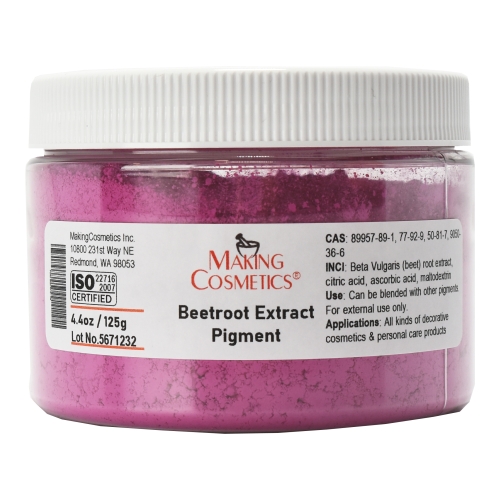 MakingCosmetics Inc.
10800 231st Way NE
Redmond, WA 98053
ISO 22716
2007
CERTIFIED
4.4oz / 125g
Lot No.5671232
MAKING
COSMETICS®
Beetroot Extract
Pigment
CAS: 89957-89-1, 77-92-9, 50-81-7, 9050-
36-6
INCI: Beta Vulgaris (beet) root extract,
citric acid, ascorbic acid, maltodextrin
Use: Can be blended with other pigments.
For external use only.
Applications: All kinds of decorative
cosmetics & personal care products